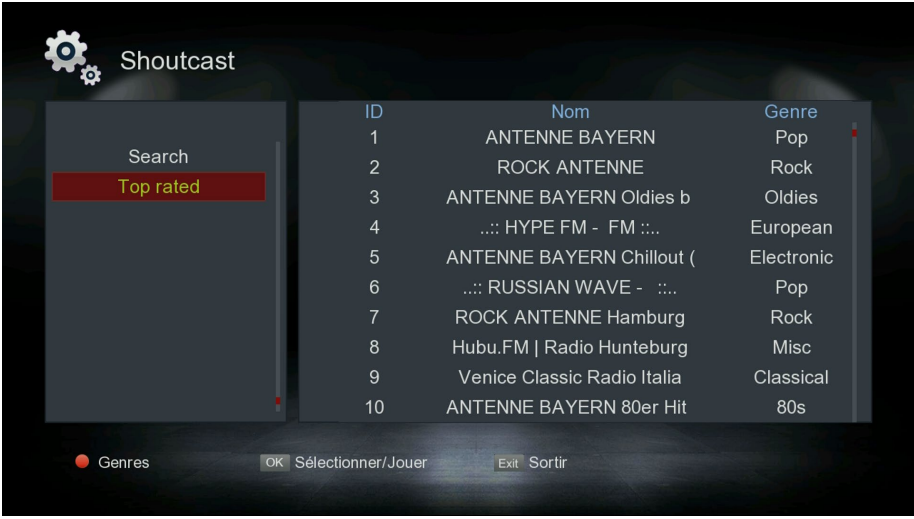 Shoutcast
Search
Top rated
ID Nom Genre
1 ANTENNE BAYERN Pop
2 ROCK ANTENNE Rock
3 ANTENNE BAYERN Oldies b Oldies
4 ..:: HYPE FM - FM ::.. European
5 ANTENNE BAYERN Chillout ( Electronic
6 ..:: RUSSIAN WAVE - ::.. Pop
7 ROCK ANTENNE Hamburg Rock
8 Hubu.FM | Radio Hunteburg Misc
9 Venice Classic Radio Italia Classical
10 ANTENNE BAYERN 80er Hit 80s
Genres OK Sélectionner/Jouer Exit Sortir